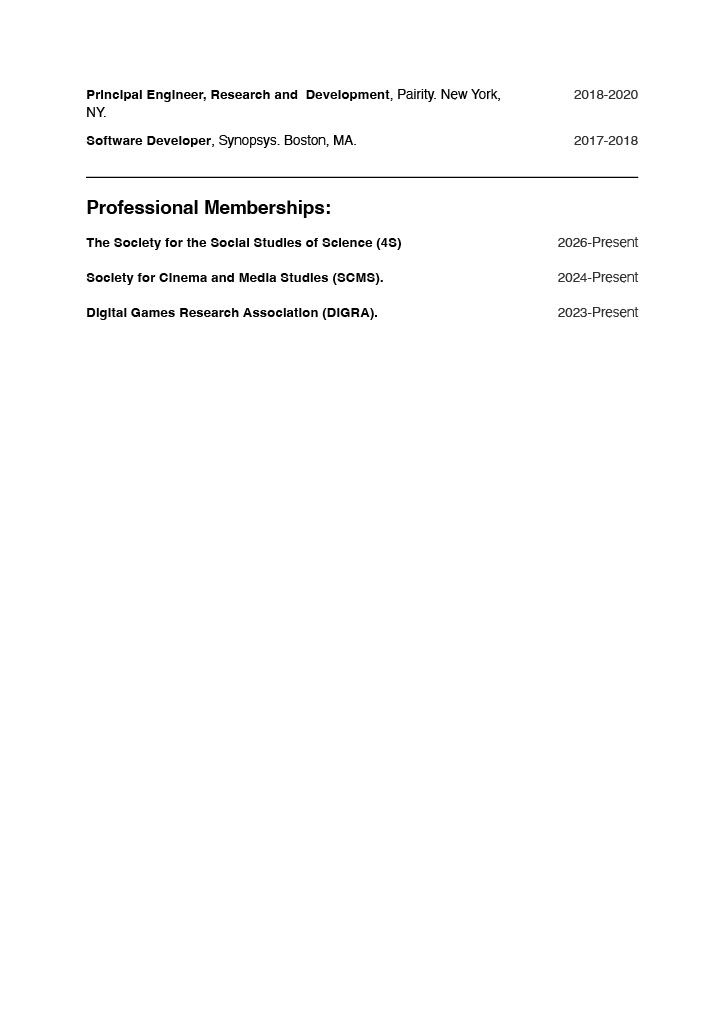 Principal Engineer, Research and  Development, Pairity. New York, 2018-2020
NY.
Software Developer, Synopsys. Boston, MA. 2017-2018
Professional Memberships:
The Society for the Social Studies of Science (4S) 2026-Present
Society for Cinema and Media Studies (SCMS). 2024-Present
Digital Games Research Association (DiGRA). 2023-Present